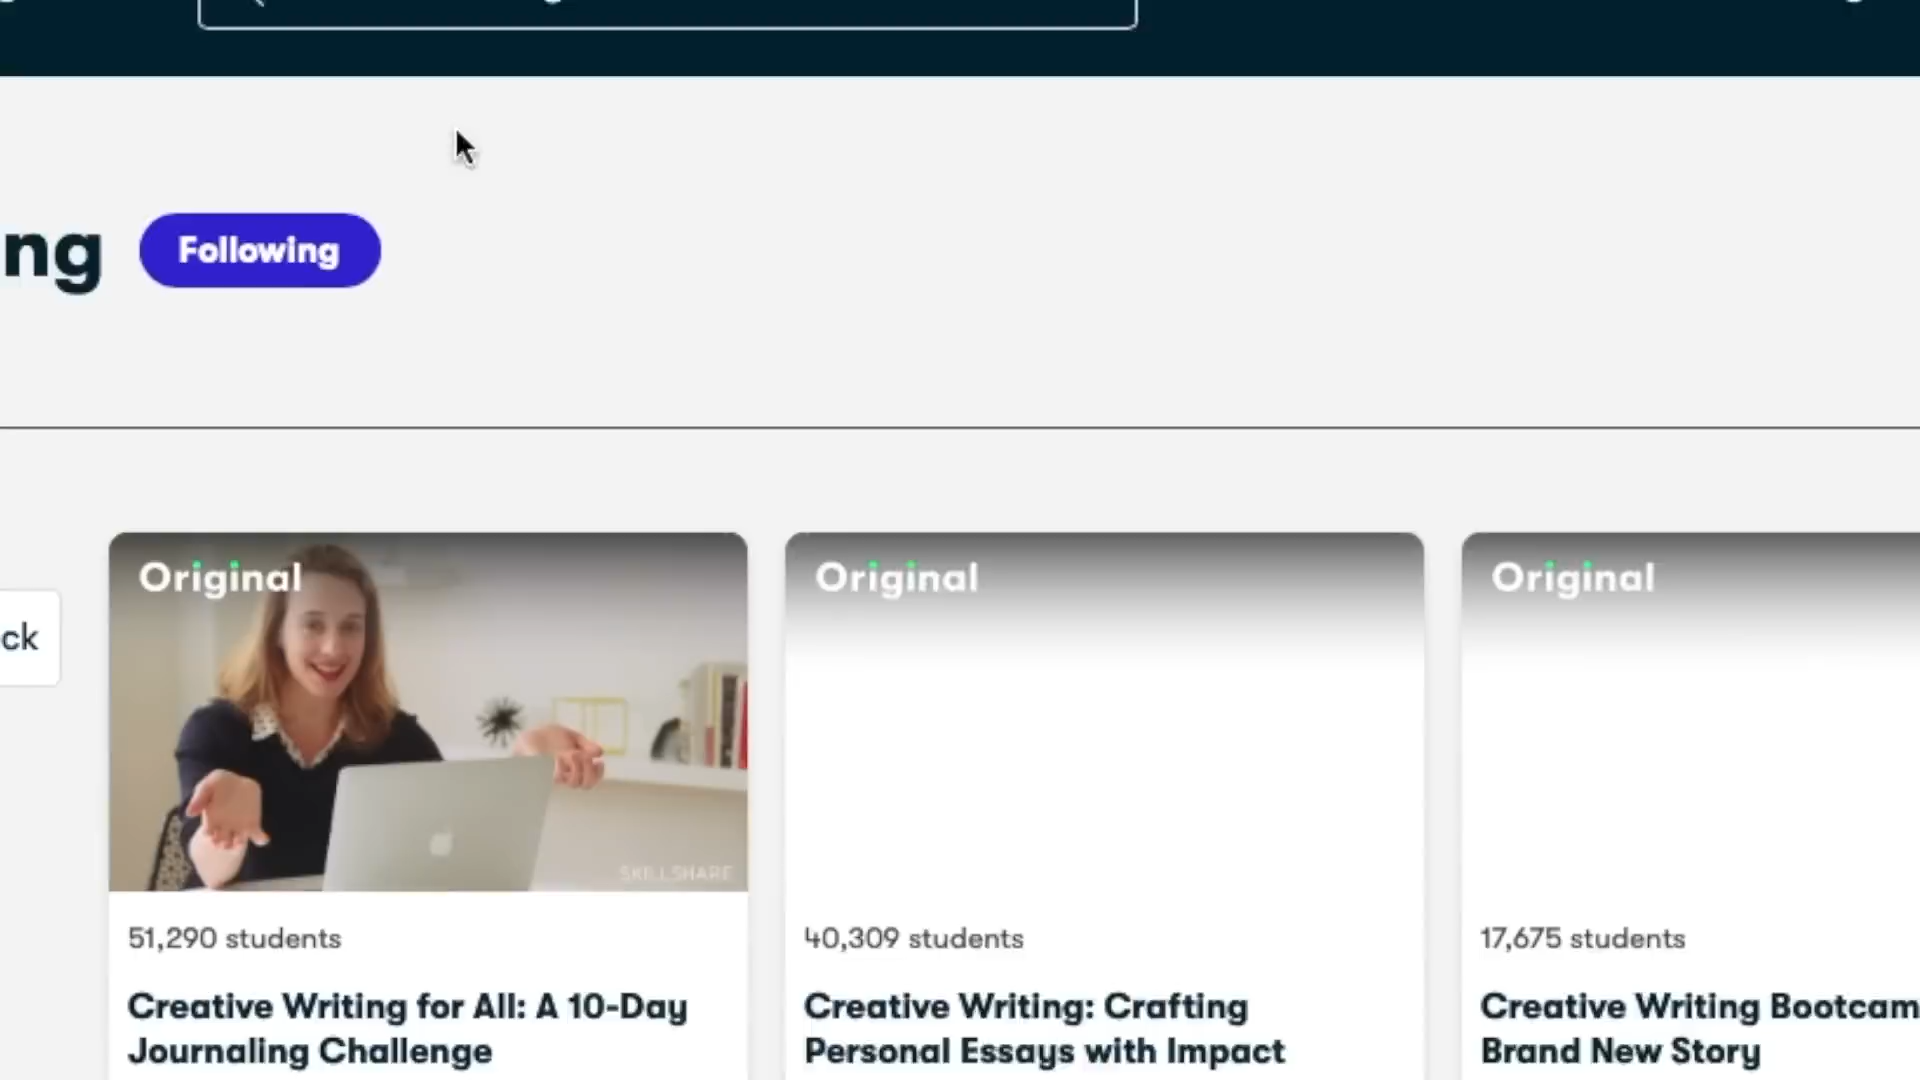 ng Following
ck
Original
SKILLSHARE
51,290 students
Creative Writing for All: A 10-Day
Journaling Challenge
Original
40,309 students
Creative Writing: Crafting
Personal Essays with Impact
Original
17,675 students
Creative Writing Bootcam
Brand New Story